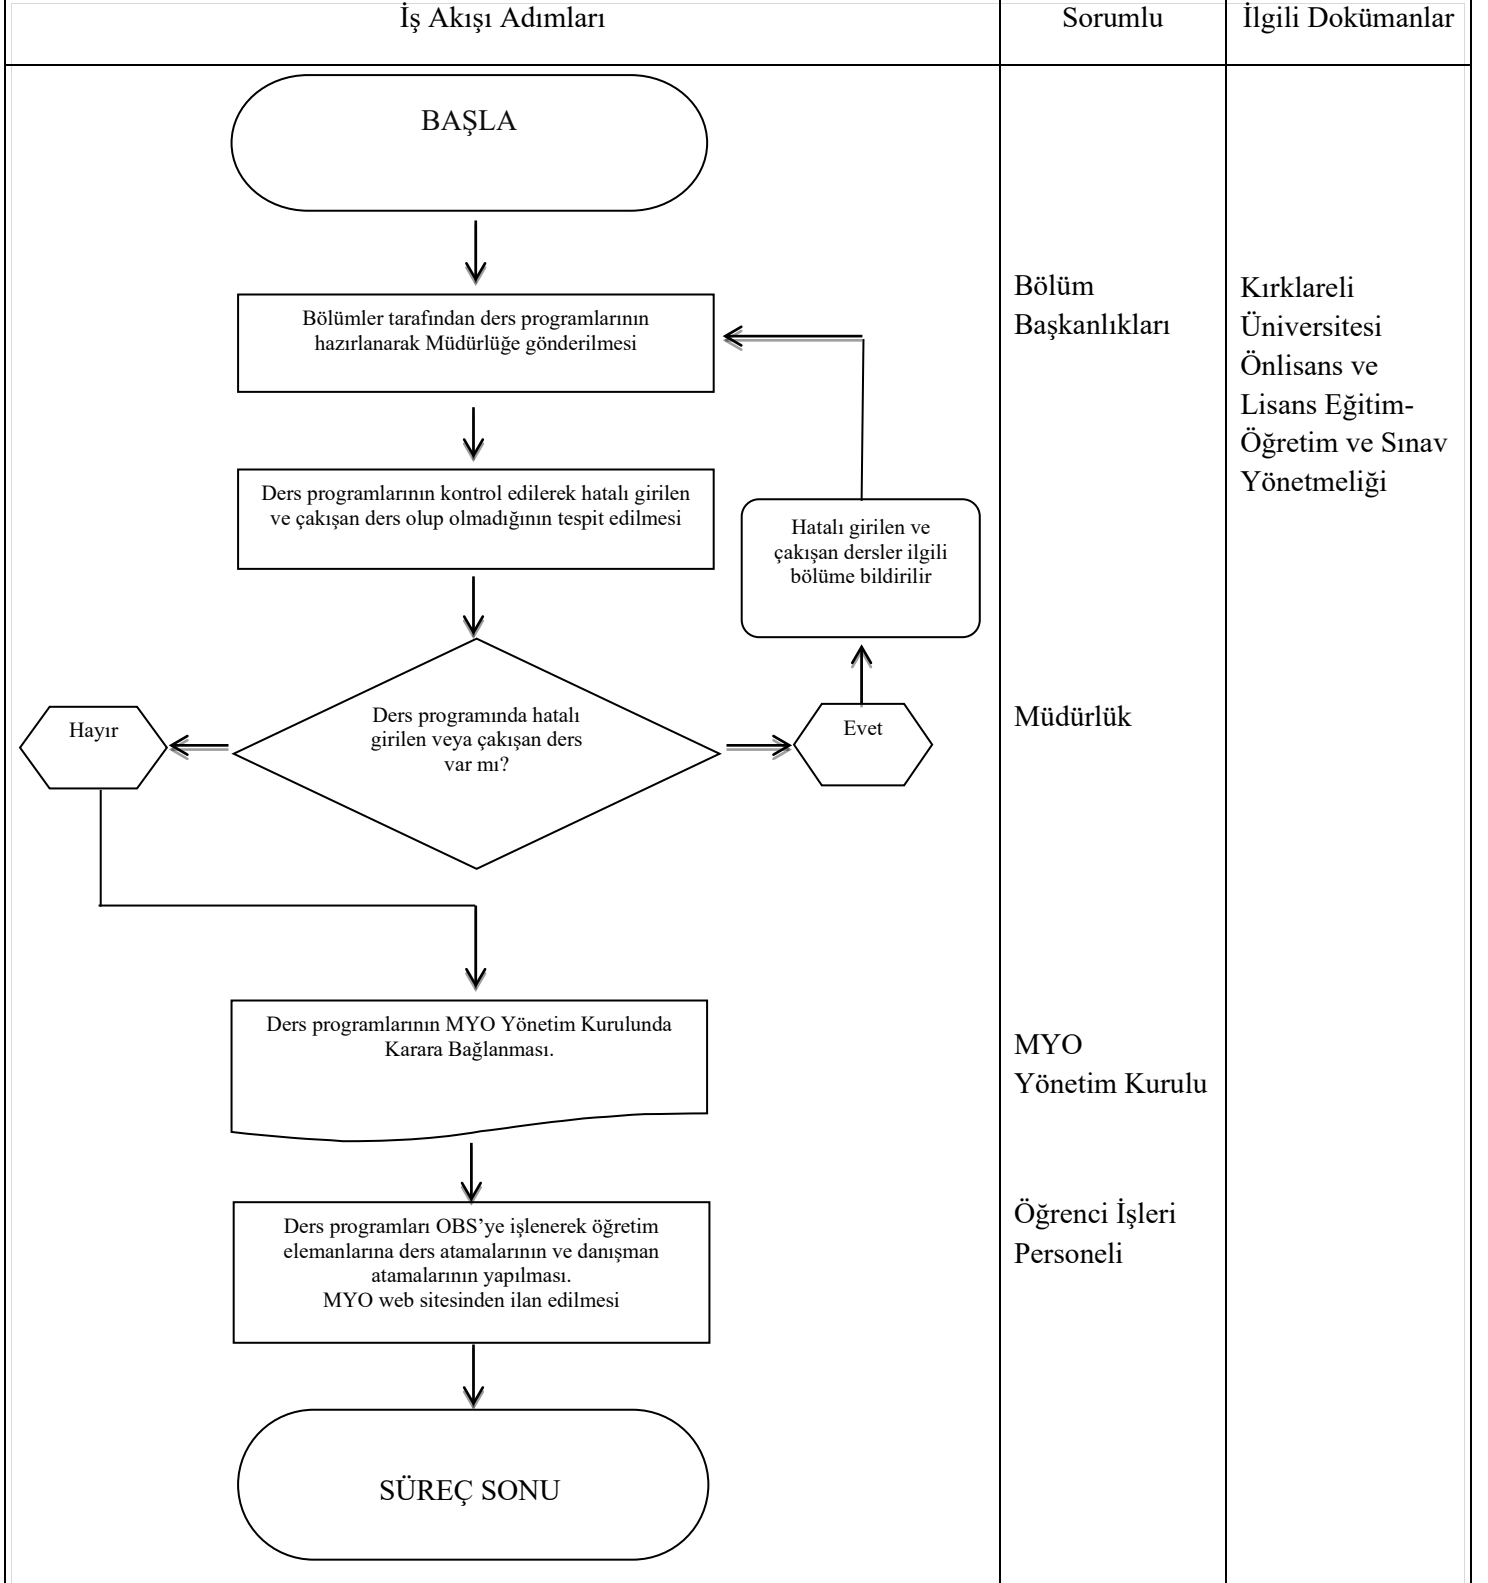 İş Akışı Adımları
Sorumlu
İlgili Dokümanlar
BAŞLA
Bölümler tarafından ders programlarının
hazırlanarak Müdürlüğe gönderilmesi
Bölüm
Başkanlıkları
Kırklareli
Üniversitesi
Önlisans ve
Lisans Eğitim-
Öğretim ve Sınav
Yönetmeliği
Ders programlarının kontrol edilerek hatalı girilen
ve çakışan ders olup olmadığının tespit edilmesi
Hatalı girilen ve
çakışan dersler ilgili
bölüme bildirilir
Hayır
Ders programında hatalı
girilen veya çakışan ders
var mı?
Evet
Müdürlük
Ders programlarının MYO Yönetim Kurulunda
Karara Bağlanması.
MYO
Yönetim Kurulu
Ders programları OBS’ye işlenerek öğretim
elemanlarına ders atamalarının ve danışman
atamalarının yapılması.
MYO web sitesinden ilan edilmesi
Öğrenci İşleri
Personeli
SÜREÇ SONU